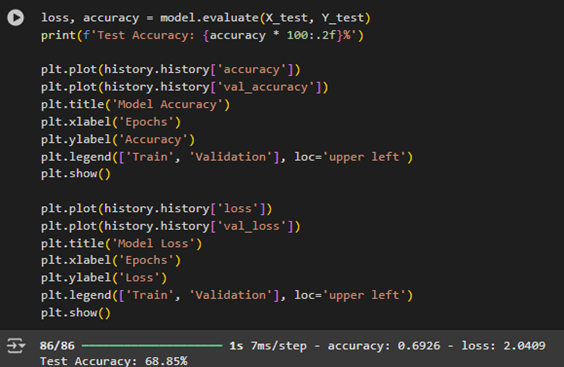 loss, accuracy = model.evaluate(X_test, Y_test)
print(f'Test Accuracy: {accuracy * 100:.2f}%')
plt.plot(history.history['accuracy'])
plt.plot(history.history['val_accuracy'])
plt.title('Model Accuracy')
plt.xlabel('Epochs')
plt.ylabel('Accuracy')
plt.legend(['Train', 'Validation'], loc='upper left')
plt.show()
plt.plot(history.history['loss'])
plt.plot(history.history['val_loss'])
plt.title('Model Loss')
plt.xlabel('Epochs')
plt.ylabel('Loss')
plt.legend(['Train', 'Validation'], loc='upper left')
plt.show()
86/86 ━━━━━━━━━━━━━━━━━━━━ 1s 7ms/step - accuracy: 0.6926 - loss: 2.0409
Test Accuracy: 68.85%